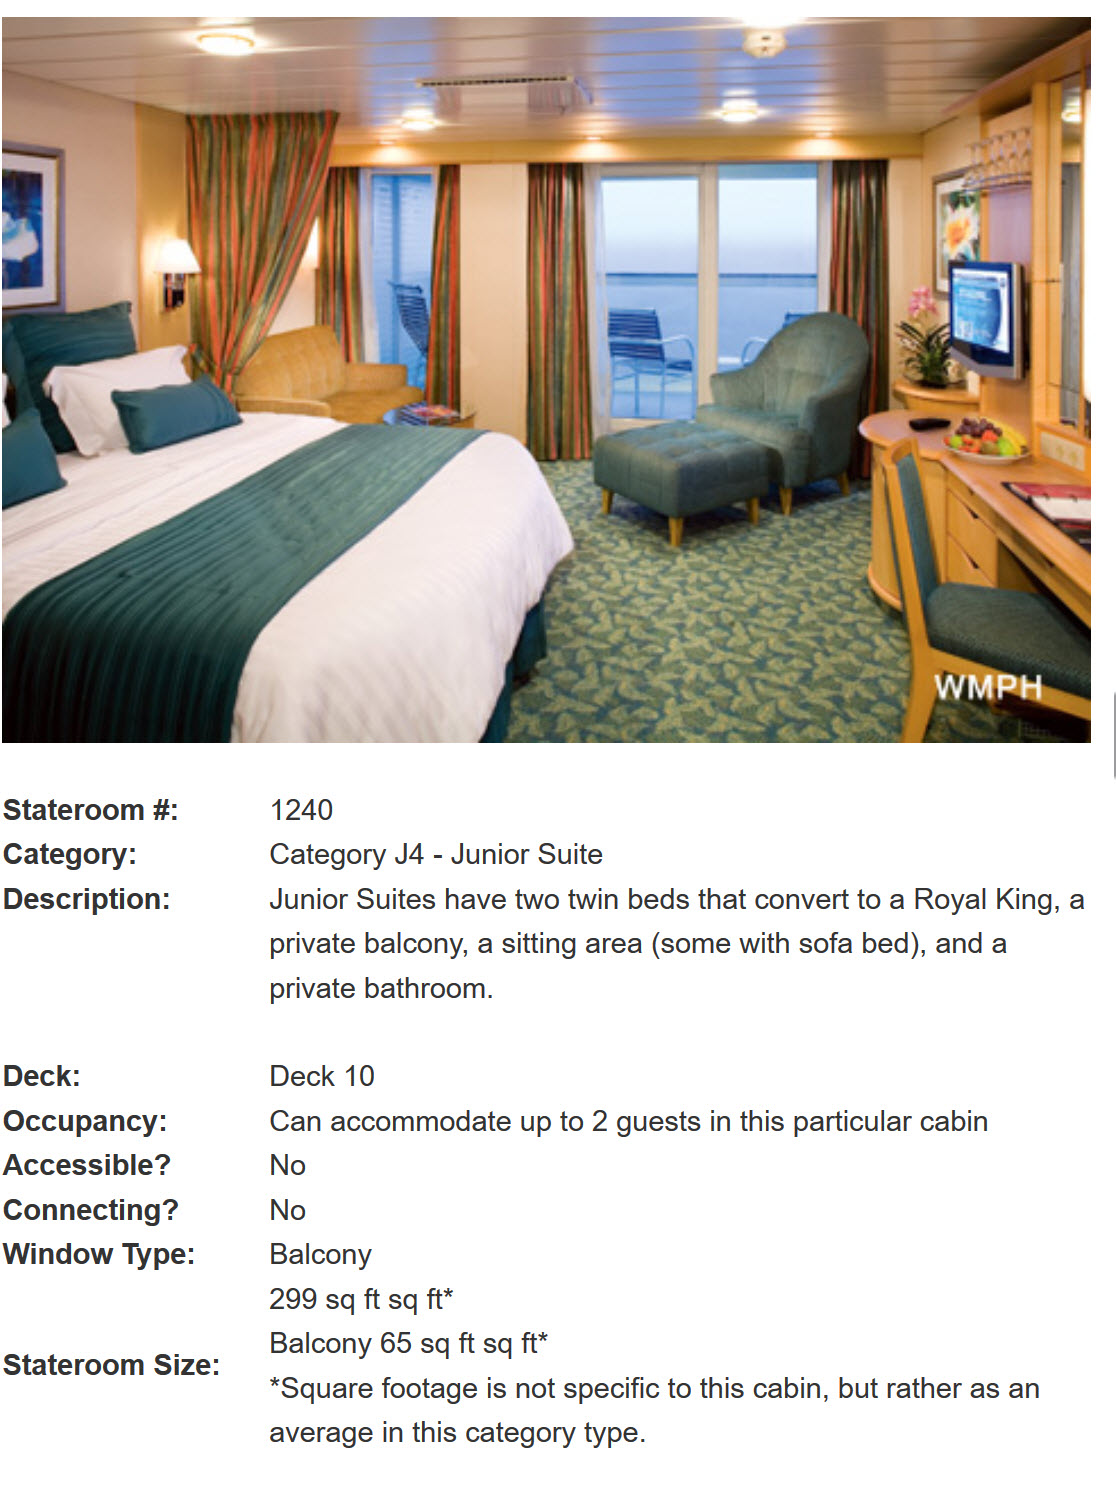 WMPH
Stateroom #: 1240
Category: Category J4 - Junior Suite
Description: Junior Suites have two twin beds that convert to a Royal King, a
private balcony, a sitting area (some with sofa bed), and a
private bathroom.
Deck: Deck 10
Occupancy: Can accommodate up to 2 guests in this particular cabin
Accessible? No
Connecting? No
Window Type: Balcony
Stateroom Size: 299 sq ft sq ft*
Balcony 65 sq ft sq ft*
*Square footage is not specific to this cabin, but rather as an
average in this category type.